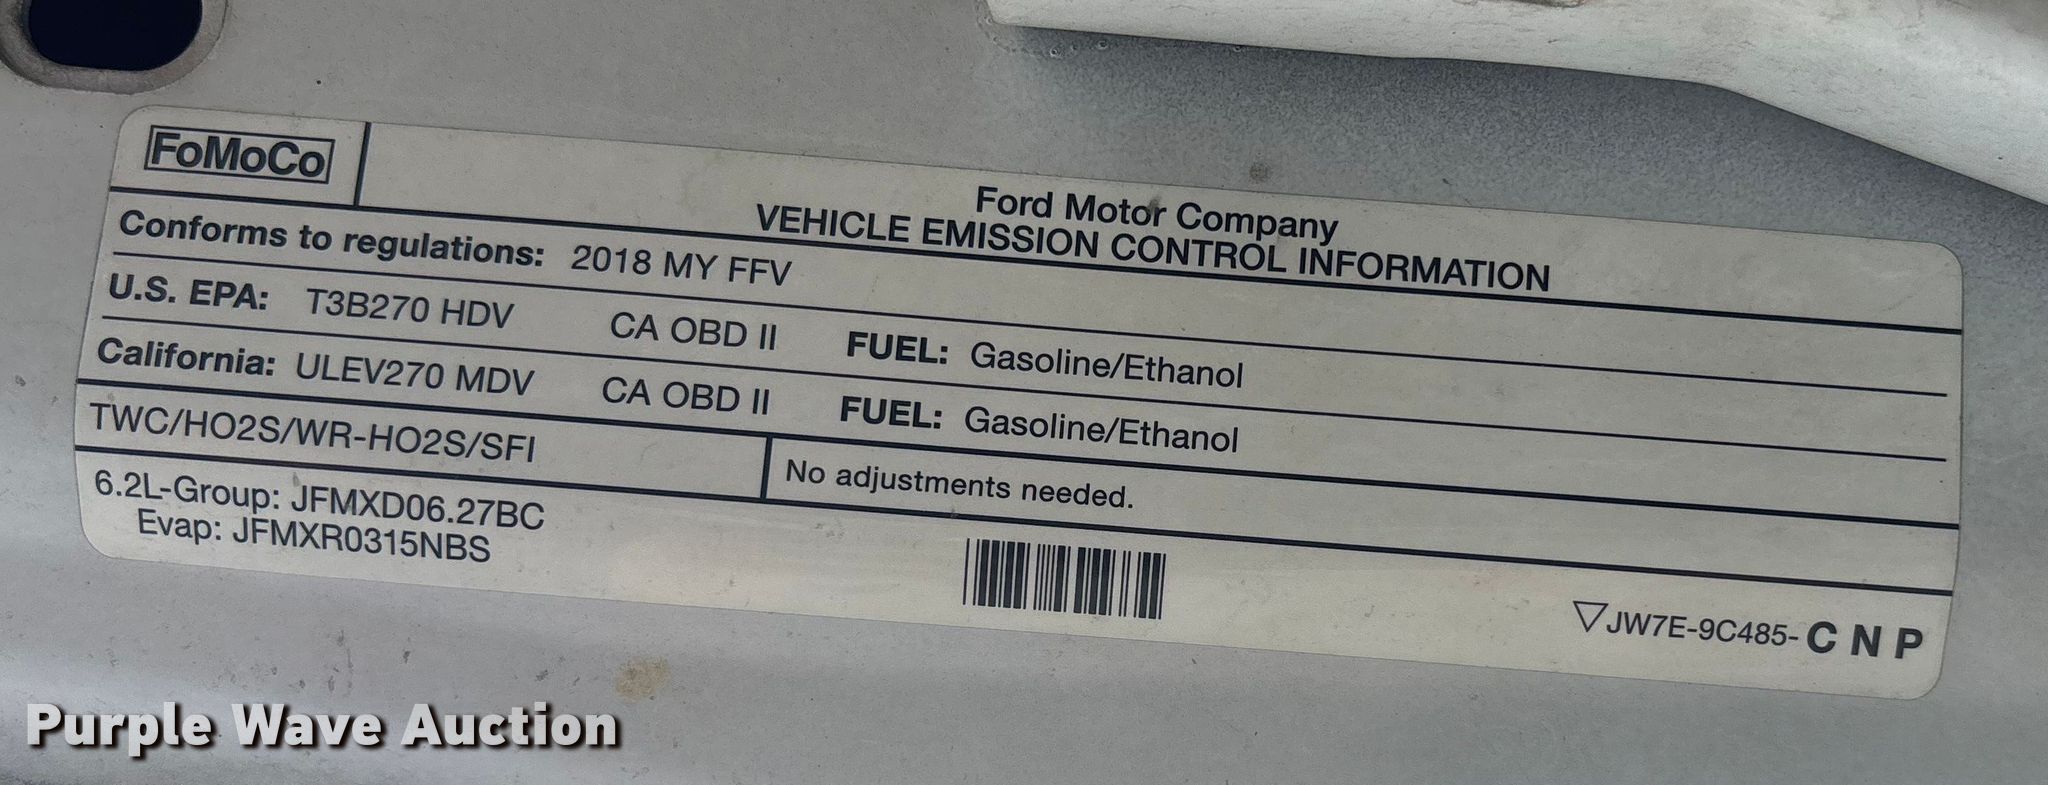 FoMoCo
Ford Motor Company
VEHICLE EMISSION CONTROL INFORMATION
Conforms to regulations: 2018 MY FFV
U.S. EPA: T3B270 HDV CA OBD II FUEL: Gasoline/Ethanol
California: ULEV270 MDV CA OBD II FUEL: Gasoline/Ethanol
TWC/HO2S/WR-HO2S/SFI
No adjustments needed.
6.2L-Group: JFMXD06.27BC
Evap: JFMXR0315NBS
JW7E-9C485- C N P
Purple Wave Auction